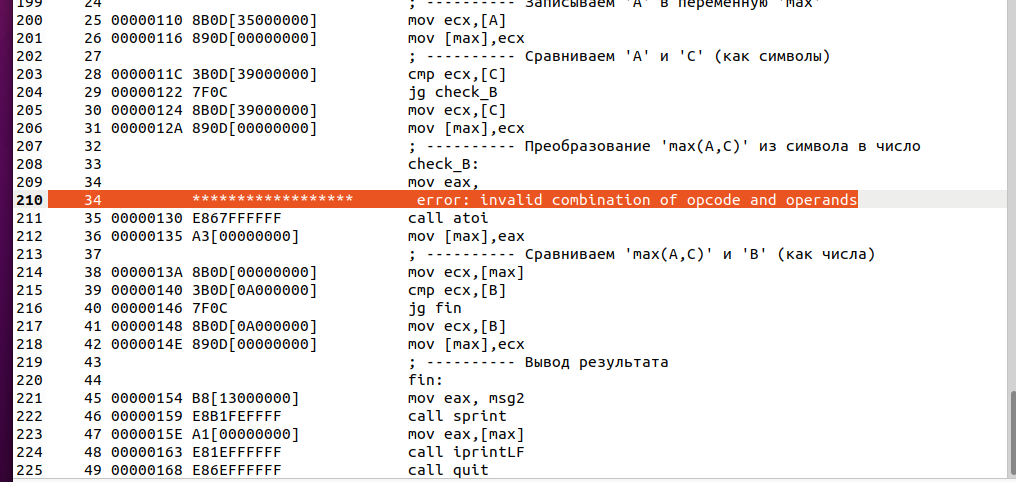 199 24 ; ---------- Записываем 'A' в переменную 'max'
200 25 00000110 8B0D[35000000] mov ecx,[A]
201 26 00000116 890D[00000000] mov [max],ecx
202 27 ; ---------- Сравниваем 'A' и 'C' (как символы)
203 28 0000011C 3B0D[39000000] cmp ecx,[C]
204 29 00000122 7F0C jg check_B
205 30 00000124 8B0D[39000000] mov ecx,[C]
206 31 0000012A 890D[00000000] mov [max],ecx
207 32 ; ---------- Преобразование 'max(A,C)' из символа в число
208 33 check_B:
209 34 mov eax,
210 34 ****************** error: invalid combination of opcode and operands
211 35 00000130 E867FFFFFF call atoi
212 36 00000135 A3[00000000] mov [max],eax
213 37 ; ---------- Сравниваем 'max(A,C)' и 'B' (как числа)
214 38 0000013A 8B0D[00000000] mov ecx,[max]
215 39 00000140 3B0D[0A000000] cmp ecx,[B]
216 40 00000146 7F0C jg fin
217 41 00000148 8B0D[0A000000] mov ecx,[B]
218 42 0000014E 890D[00000000] mov [max],ecx
219 43 ; ---------- Вывод результата
220 44 fin:
221 45 00000154 B8[13000000] mov eax, msg2
222 46 00000159 E8B1FEFFFF call sprint
223 47 0000015E A1[00000000] mov eax,[max]
224 48 00000163 E81EFFFFFF call iprintLF
225 49 00000168 E86EFFFFFF call quit